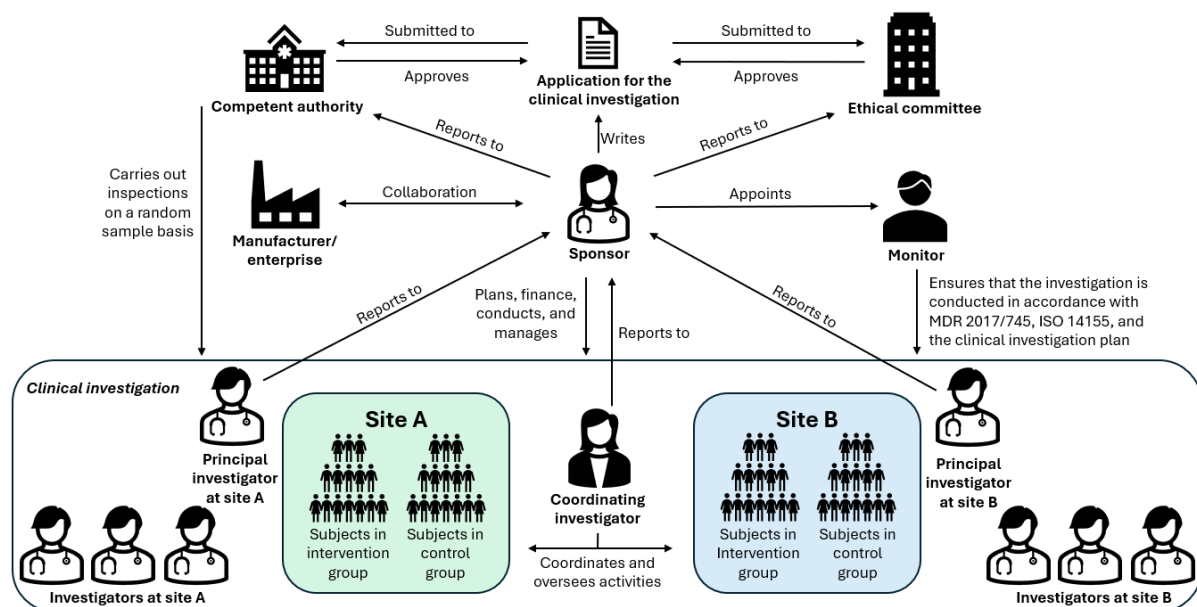 Submitted to
Submitted to
Approves
Approves
Competent authority
Application for the
clinical investigation
Ethical committee
Reports to
Writes
Reports to
Carries out
inspections
on a random
sample basis
Collaboration
Appoints
Manufacturer/
enterprise
Sponsor
Monitor
Reports to
Plans, finance,
conducts, and
manages
Reports to
Reports to
Ensures that the investigation is
conducted in accordance with
MDR 2017/745, ISO 14155, and
the clinical investigation plan
Clinical investigation
Principal
investigator
at site A
Site A
Subjects in
intervention
group
Subjects in
control
group
Coordinating
investigator
Coordinates and
oversees activities
Site B
Subjects in
Intervention
group
Subjects in
control
group
Principal
investigator
at site B
Investigators at site A
Investigators at site B